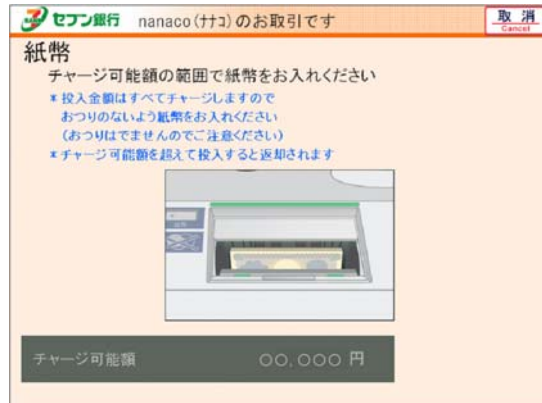 セブン銀行 nanaco(ナナコ)のお取引です
取消
Cancel
紙幣
チャージ可能額の範囲で紙幣をお入れください
* 投入金額はすべてチャージしますので
おつりのないよう紙幣をお入れください
(おつりはでませんのでご注意ください)
* チャージ可能額を超えて投入すると返却されます
チャージ可能額 〇〇,〇〇〇 円